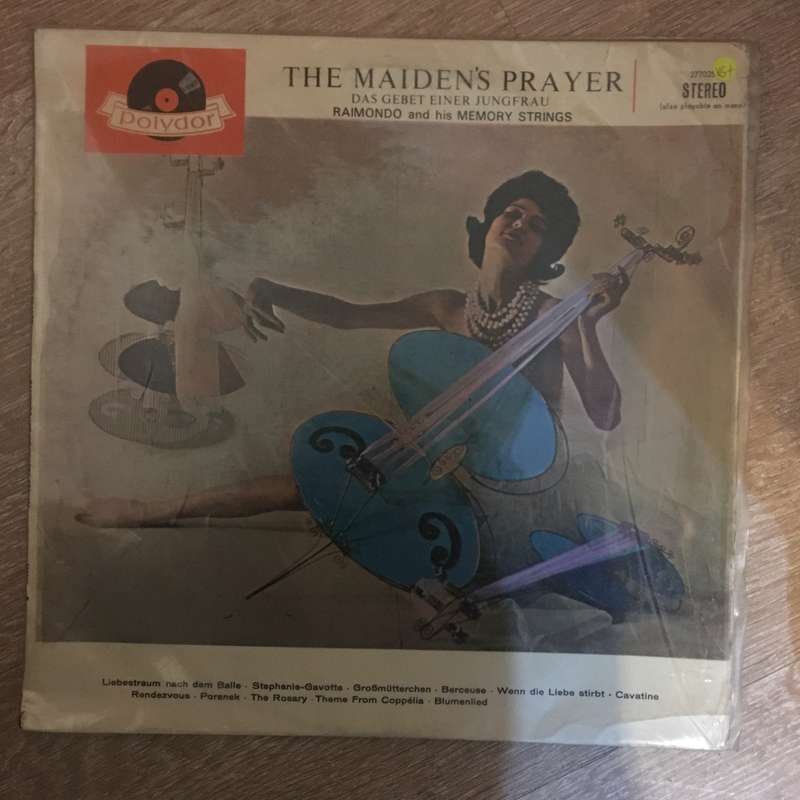 Polydor
THE MAIDEN'S PRAYER
DAS GEBET EINER JUNGFRAU
RAIMONDO and his MEMORY STRINGS
277025
STEREO
(also playable on mono)
Liebestraum nach dem Balle · Stephanie-Gavotte · Großmütterchen · Berceuse · Wenn die Liebe stirbt · Cavatine
Rendezvous · Poranek · The Rosary · Theme From Coppélia · Blumenlied